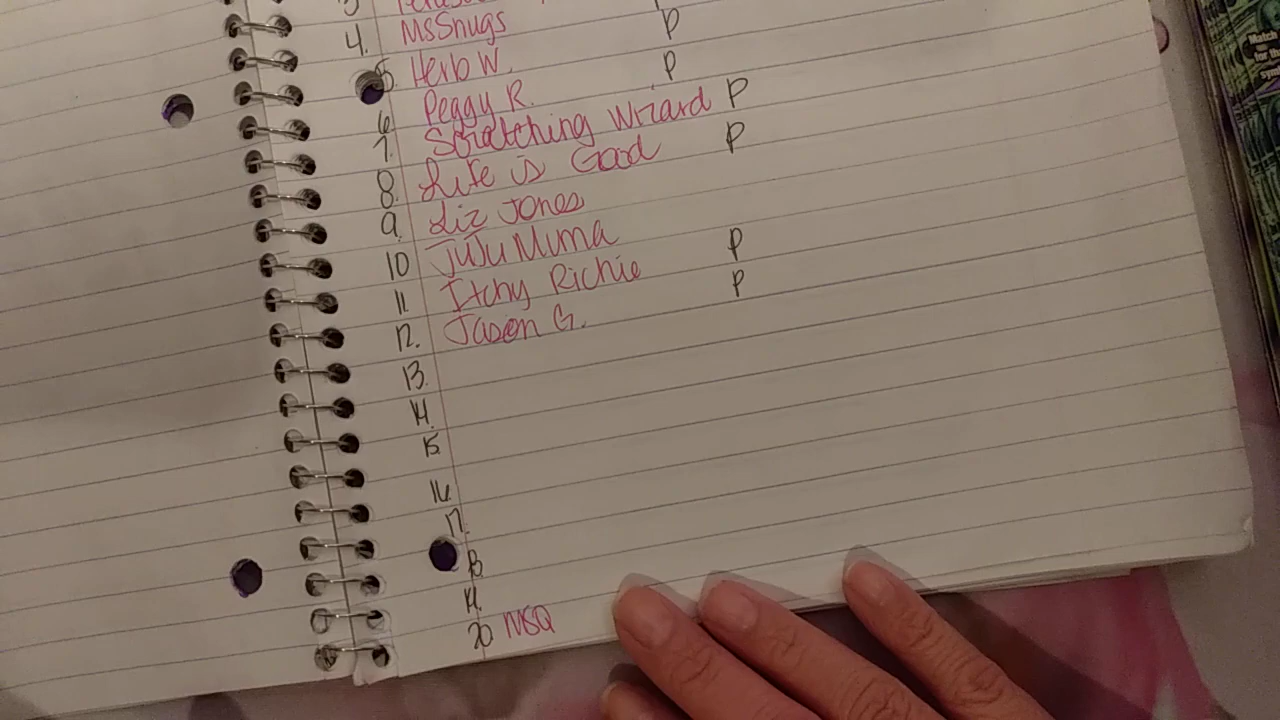 4. MsSnugs P
5 Herb W. P
6 Peggy R.
7. Scratching Wizard P
8. Life is Good P
9. Liz Jones
10 JuJu Mima P
11. Itchy Richie P
12. Jason G.
13.
14.
15.
16.
17.
18
19.
20 MSQ